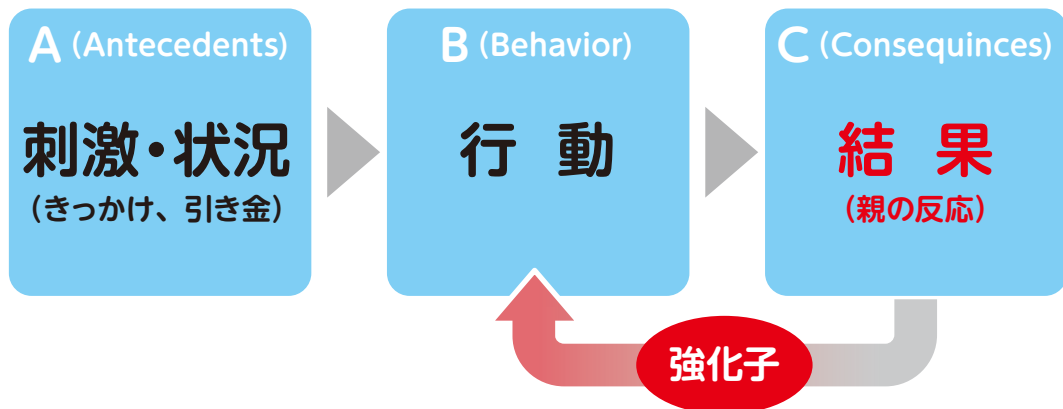 A (Antecedents)
刺激・状況
(きっかけ、引き金)
B (Behavior)
行 動
C (Consequinces)
結 果
(親の反応)
強化子